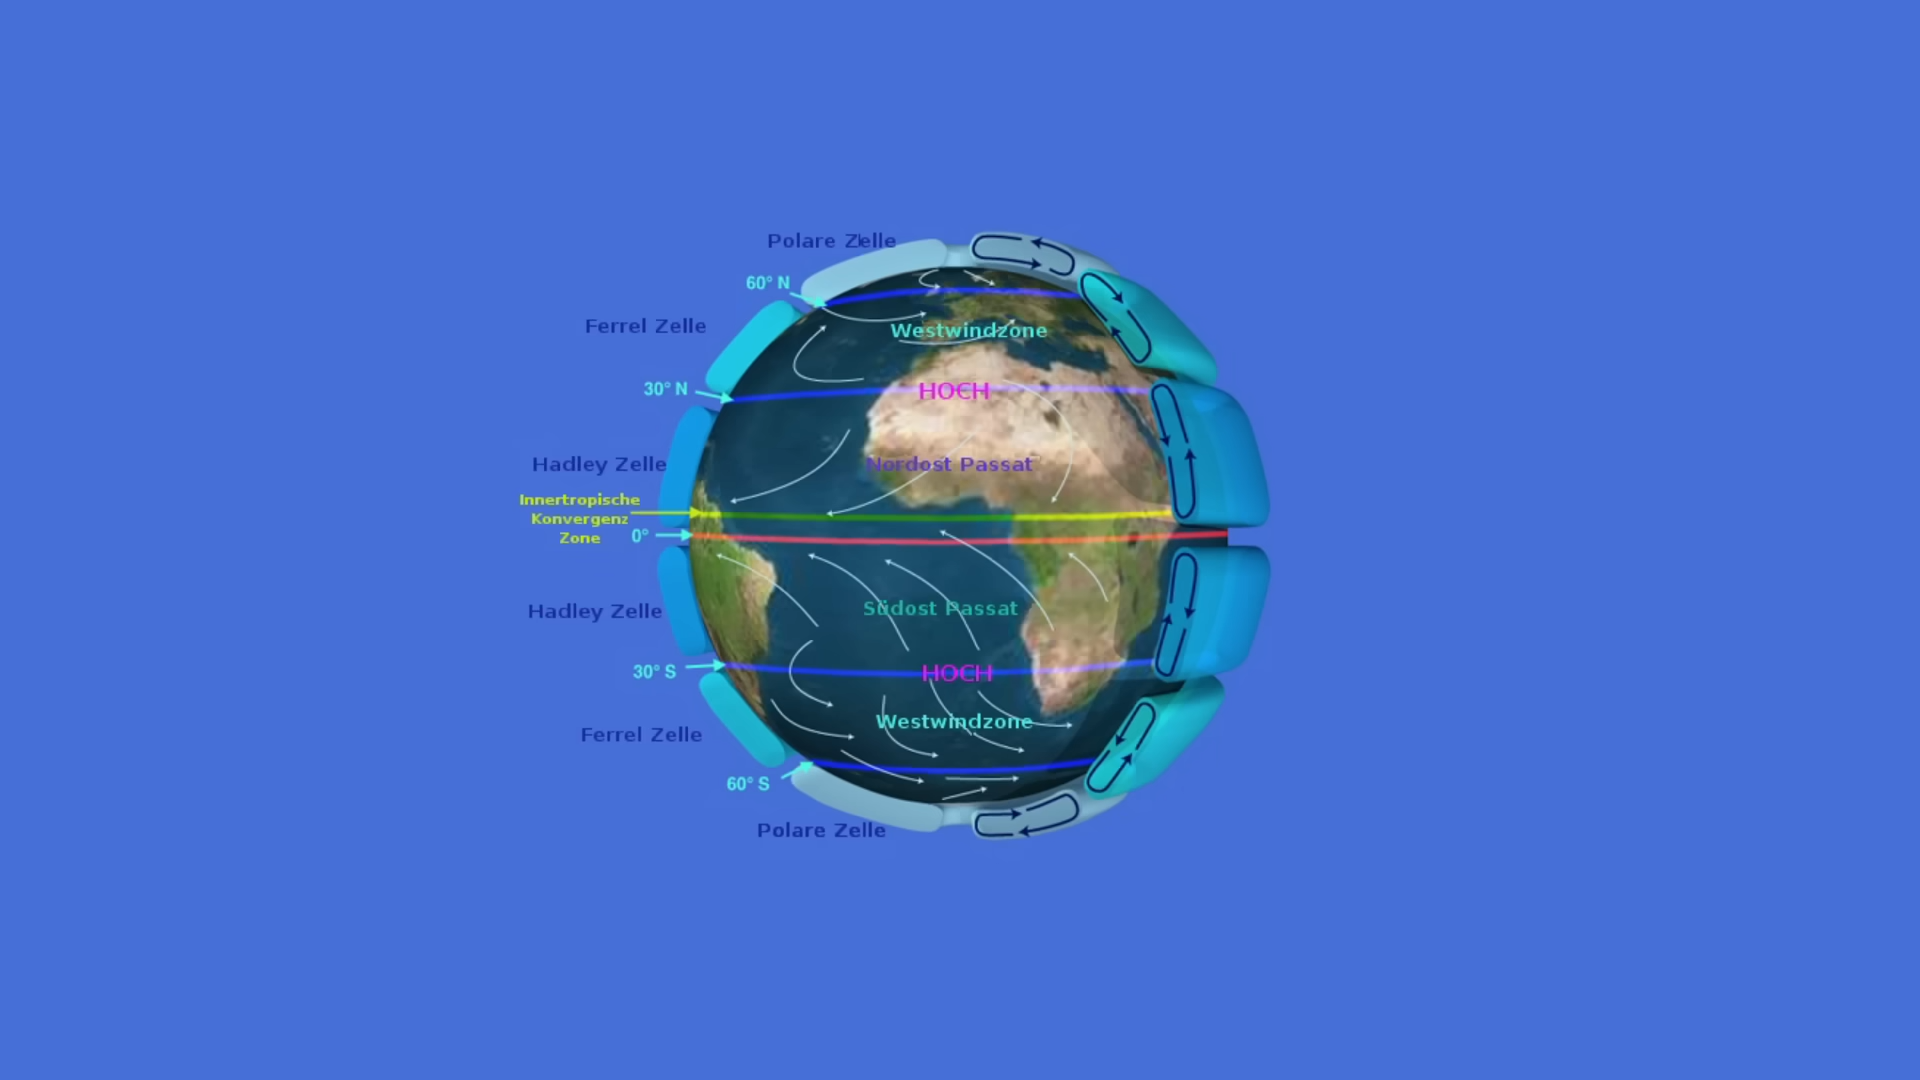 Polare Zelle
60° N
Ferrel Zelle
Westwindzone
30° N
HOCH
Hadley Zelle
Nordost Passat
Innertropische
Konvergenz
Zone
0°
Hadley Zelle
Südost Passat
30° S
HOCH
Westwindzone
Ferrel Zelle
60° S
Polare Zelle